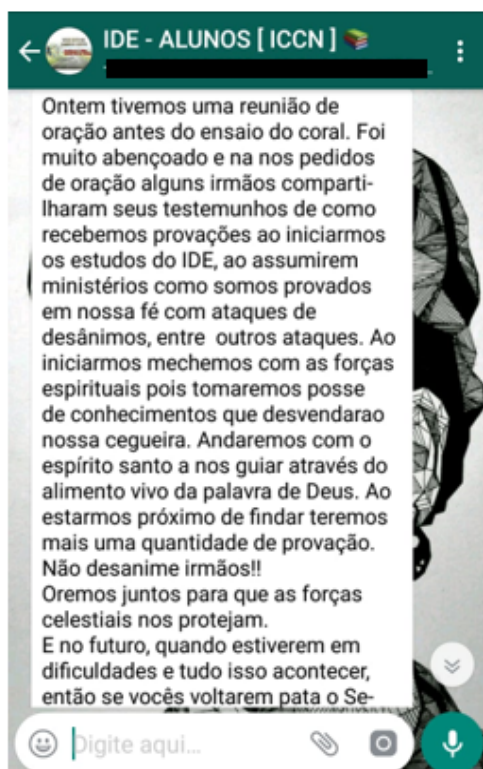 IDE - ALUNOS [ ICCN ]
Ontem tivemos uma reunião de
oração antes do ensaio do coral. Foi
muito abençoado e na nos pedidos
de oração alguns irmãos comparti-
lharam seus testemunhos de como
recebemos provações ao iniciarmos
os estudos do IDE, ao assumirem
ministérios como somos provados
em nossa fé com ataques de
desânimos, entre outros ataques. Ao
iniciarmos mechemos com as forças
espirituais pois tomaremos posse
de conhecimentos que desvendarao
nossa cegueira. Andaremos com o
espírito santo a nos guiar através do
alimento vivo da palavra de Deus. Ao
estarmos próximo de findar teremos
mais uma quantidade de provação.
Não desanime irmãos!!
Oremos juntos para que as forças
celestiais nos protejam.
E no futuro, quando estiverem em
dificuldades e tudo isso acontecer,
então se vocês voltarem pata o Se-
Digite aqui...